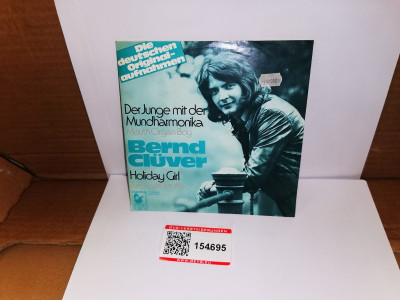 Die
deutschen
Original-
aufnahmen
Der Junge mit der
Mundharmonika
Mouth Organ Boy
Bernd
Clüver
Holiday Girl
154695